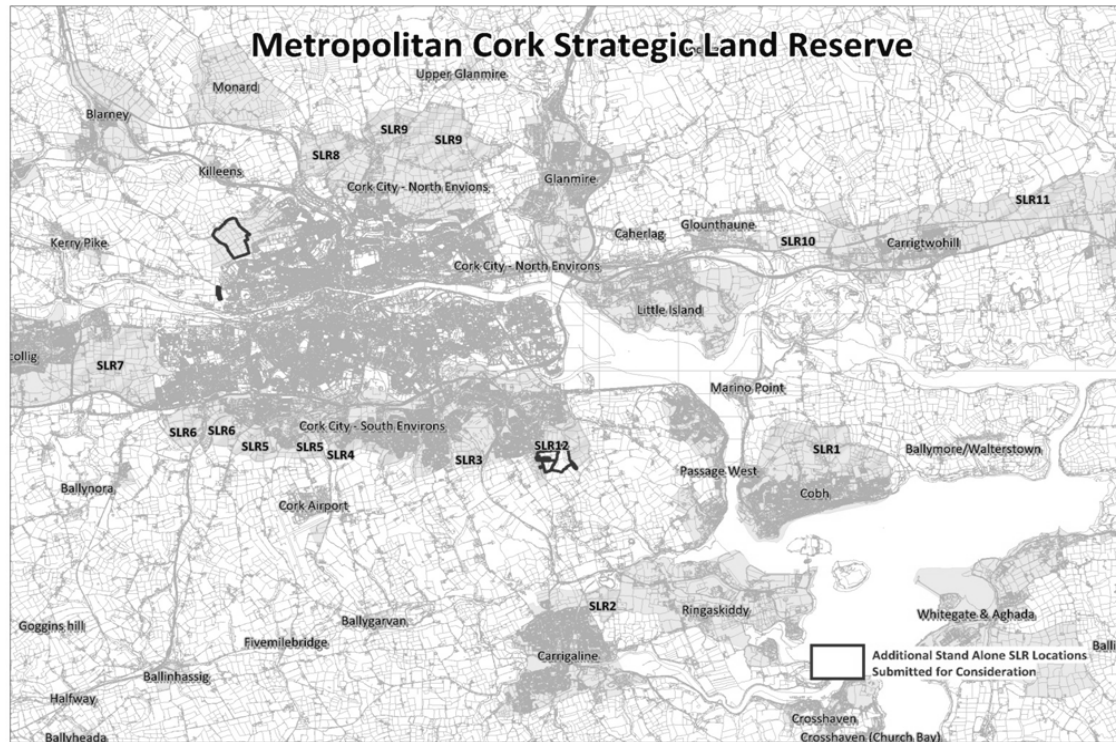 Metropolitan Cork Strategic Land Reserve
Upper Glanmire
Monard
Blarney
SLR9
SLR9
SLR8
Killeens
Glanmire
Cork City - North Envions
SLR11
Glounthaune
Caherlag
SLR10
Carrigtwohill
Kerry Pike
Cork City - North Environs
Little Island
collig
SLR7
Marino Point
Cork City - South Environs
SLR6
SLR6
SLR5
SLR5
SLR4
SLR3
SLR12
SLR1
Ballymore/Walterstown
Passage West
Ballynora
Cobh
Cork Airport
SLR2
Ringaskiddy
Whitegate & Aghada
Ballygarvan
Goggins hill
Fivemilebridge
Carrigaline
Balli
Additional Stand Alone SLR Locations
Submitted for Consideration
Ballinhassig
Halfway
Crosshaven
Ballyheada
Crosshaven (Church Bay)